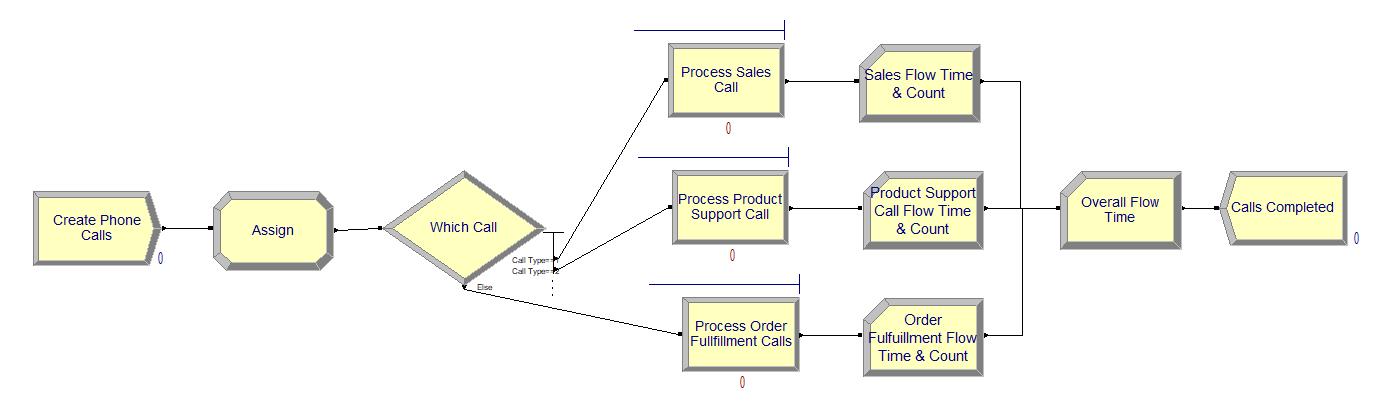 Create Phone
Calls
0
Assign
Which Call
Call Type==1
Call Type==2
Else
Process Sales
Call
0
Sales Flow Time
& Count
Process Product
Support Call
0
Product Support
Call Flow Time
& Count
Process Order
Fullfillment Calls
0
Order
Fulfuillment Flow
Time & Count
Overall Flow
Time
Calls Completed
0